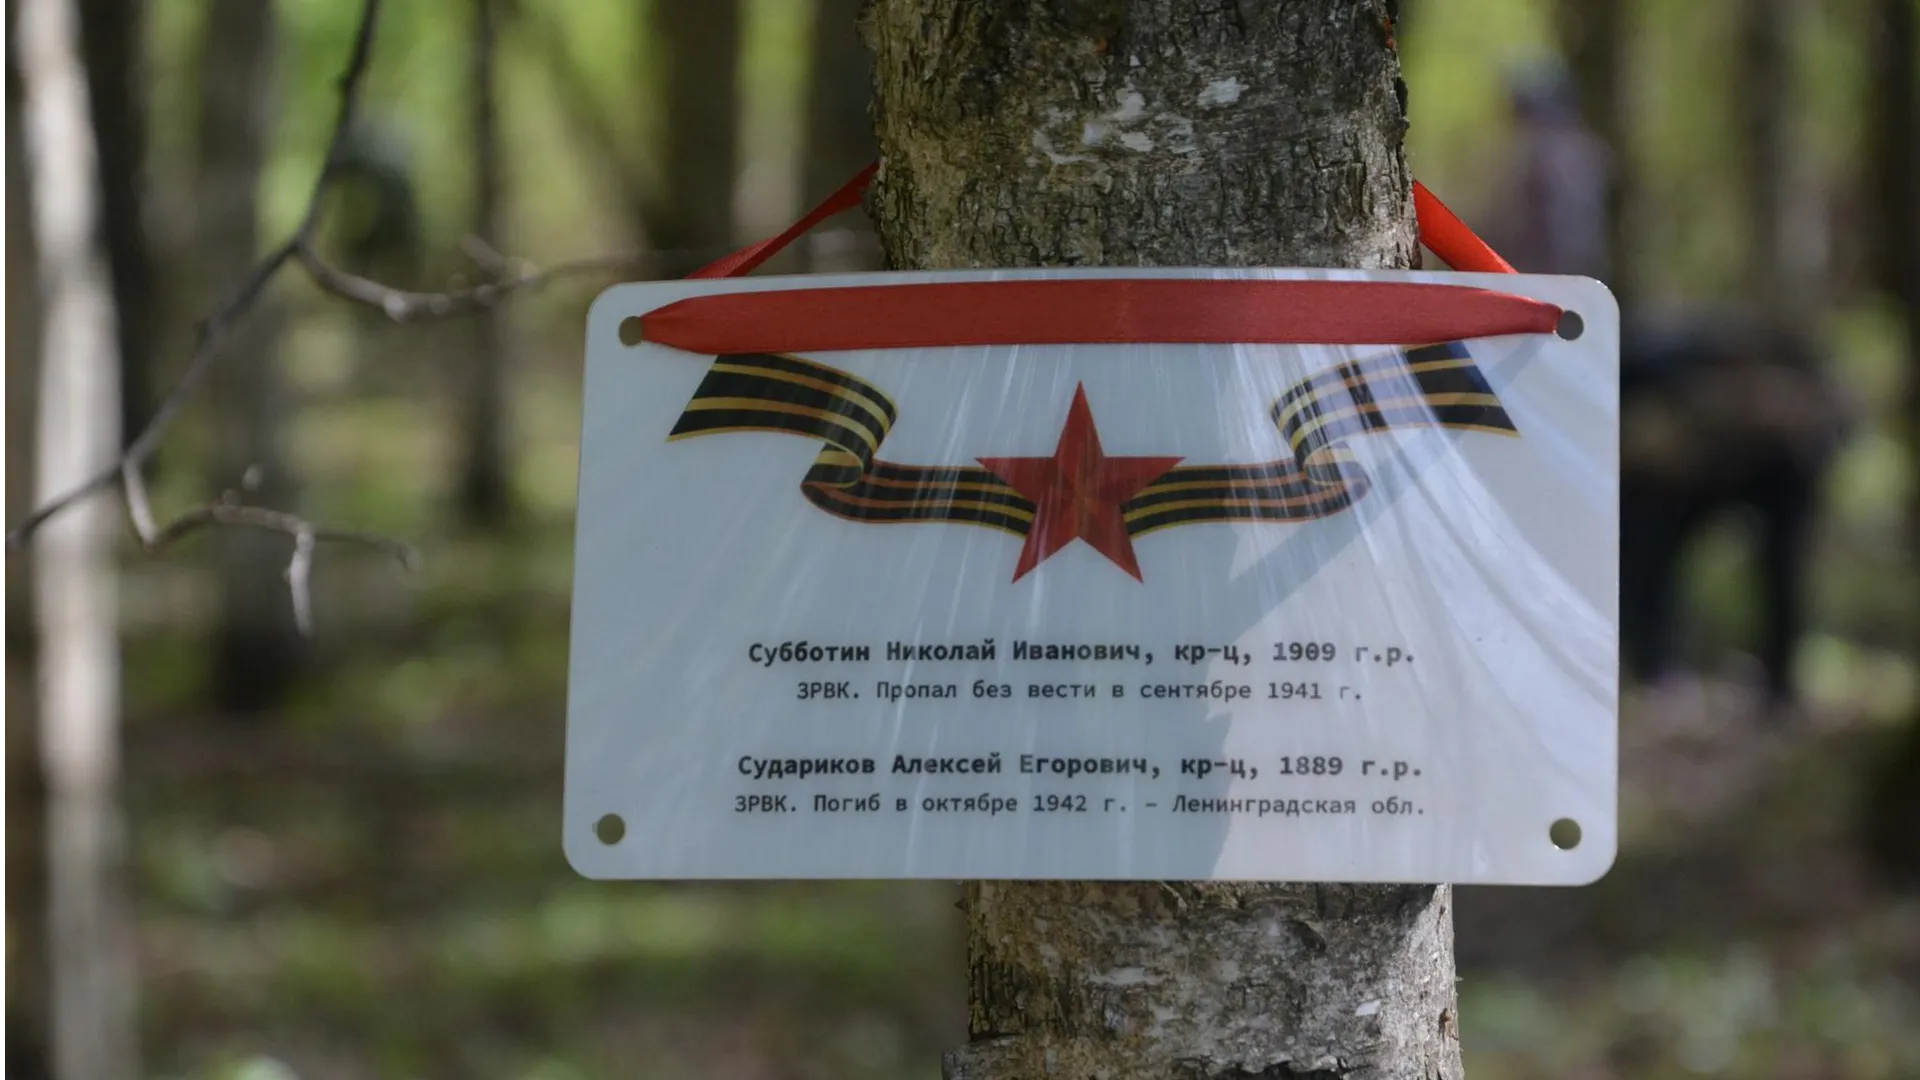 Субботин Николай Иванович, кр-ц, 1909 г.р.
ЗРВК. Пропал без вести в сентябре 1941 г.
Судариков Алексей Егорович, кр-ц, 1889 г.р.
ЗРВК. Погиб в октябре 1942 г. – Ленинградская обл.